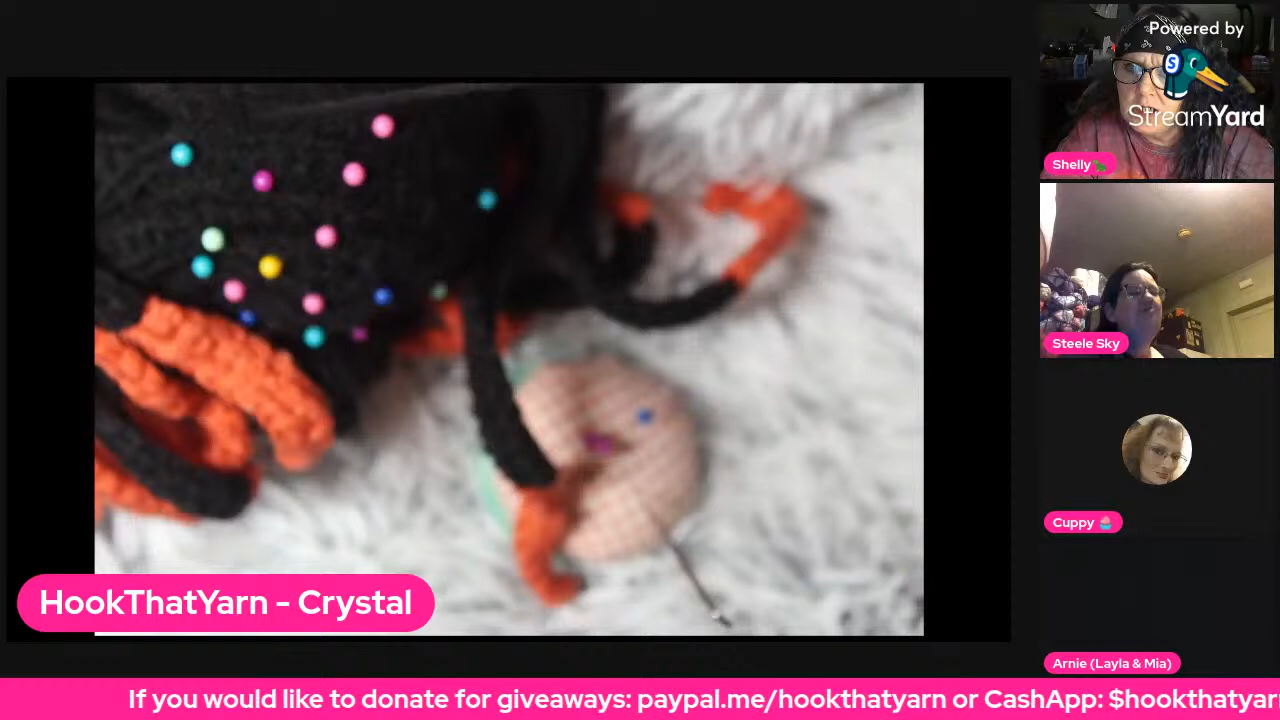 Powered by
S
StreamYard
Shelly
Steele Sky
Cuppy
HookThatYarn - Crystal
Arnie (Layla & Mia)
If you would like to donate for giveaways: paypal.me/hookthatyarn or CashApp: $hookthatyarn